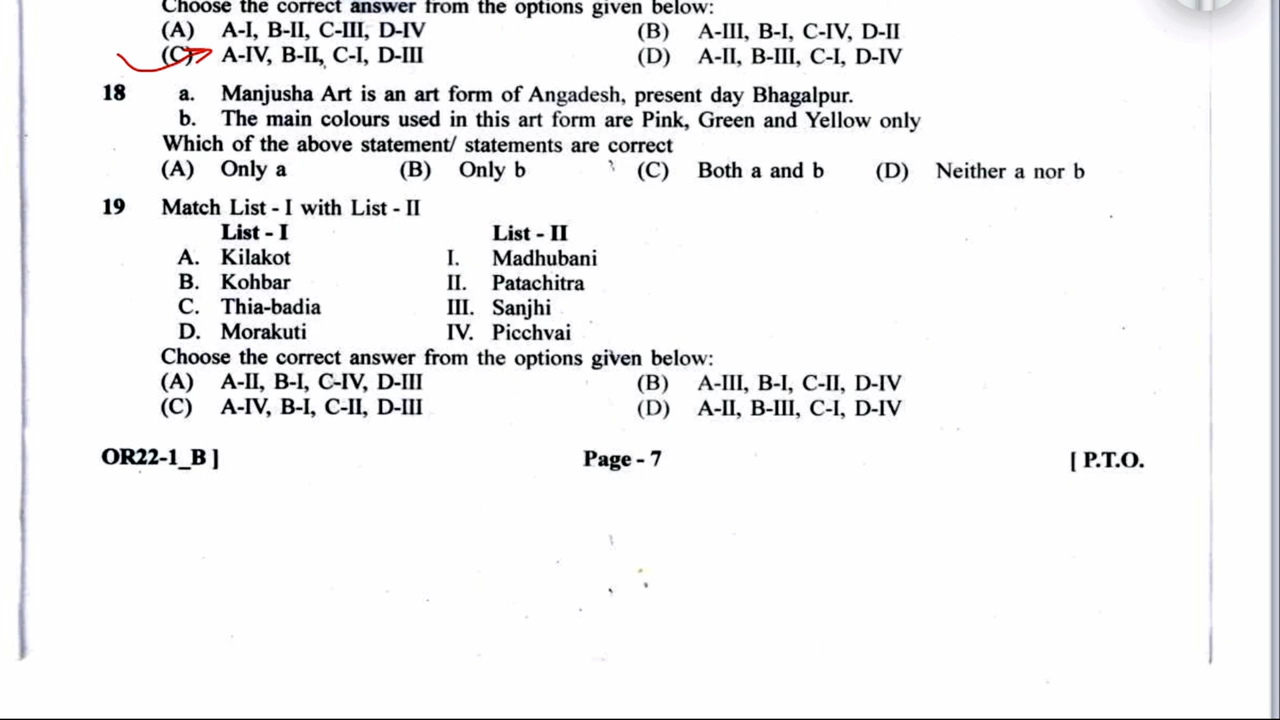 Choose the correct answer from the options given below:
(A) A-I, B-II, C-III, D-IV (B) A-III, B-I, C-IV, D-II
(C) A-IV, B-II, C-I, D-III (D) A-II, B-III, C-I, D-IV
18 a. Manjusha Art is an art form of Angadesh, present day Bhagalpur.
b. The main colours used in this art form are Pink, Green and Yellow only
Which of the above statement/ statements are correct
(A) Only a (B) Only b (C) Both a and b (D) Neither a nor b
19 Match List - I with List - II
List - I List - II
A. Kilakot I. Madhubani
B. Kohbar II. Patachitra
C. Thia-badia III. Sanjhi
D. Morakuti IV. Picchvai
Choose the correct answer from the options given below:
(A) A-II, B-I, C-IV, D-III (B) A-III, B-I, C-II, D-IV
(C) A-IV, B-I, C-II, D-III (D) A-II, B-III, C-I, D-IV
OR22-1_B ] Page - 7 [ P.T.O.